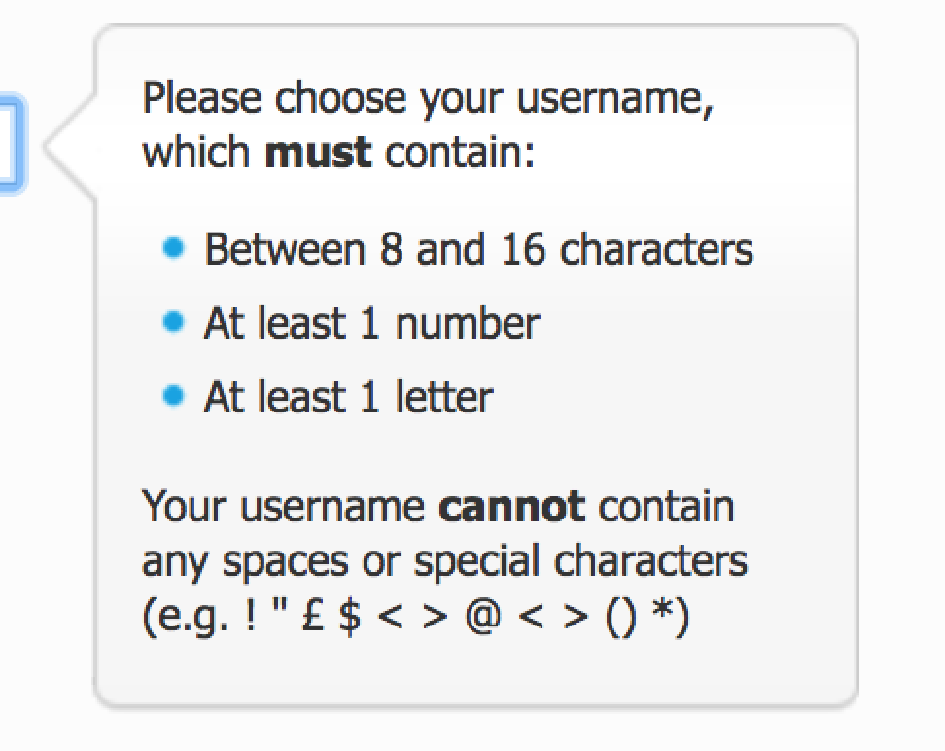 Please choose your username,
which must contain:
Between 8 and 16 characters
At least 1 number
At least 1 letter
Your username cannot contain
any spaces or special characters
(e.g. ! " £ $ < > @ < > () *)